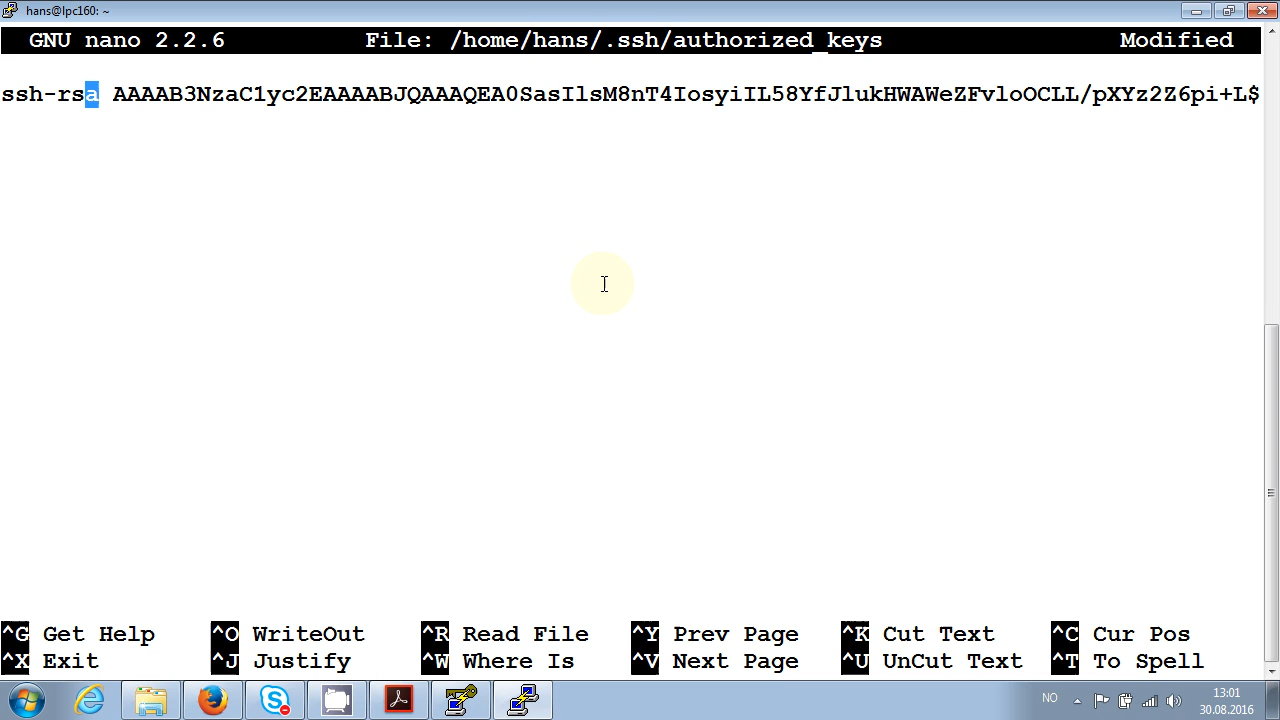 hans@lpc160: ~
GNU nano 2.2.6 File: /home/hans/.ssh/authorized_keys Modified
ssh-rsa AAAAB3NzaC1yc2EAAAABJQAAAQEA0SasIlsM8nT4IosyiIL58YfJlukHWAWeZFvloOCLL/pXYz2Z6pi+L$
^G Get Help ^O WriteOut ^R Read File ^Y Prev Page ^K Cut Text ^C Cur Pos
^X Exit ^J Justify ^W Where Is ^V Next Page ^U UnCut Text ^T To Spell
NO
13:01
30.08.2016